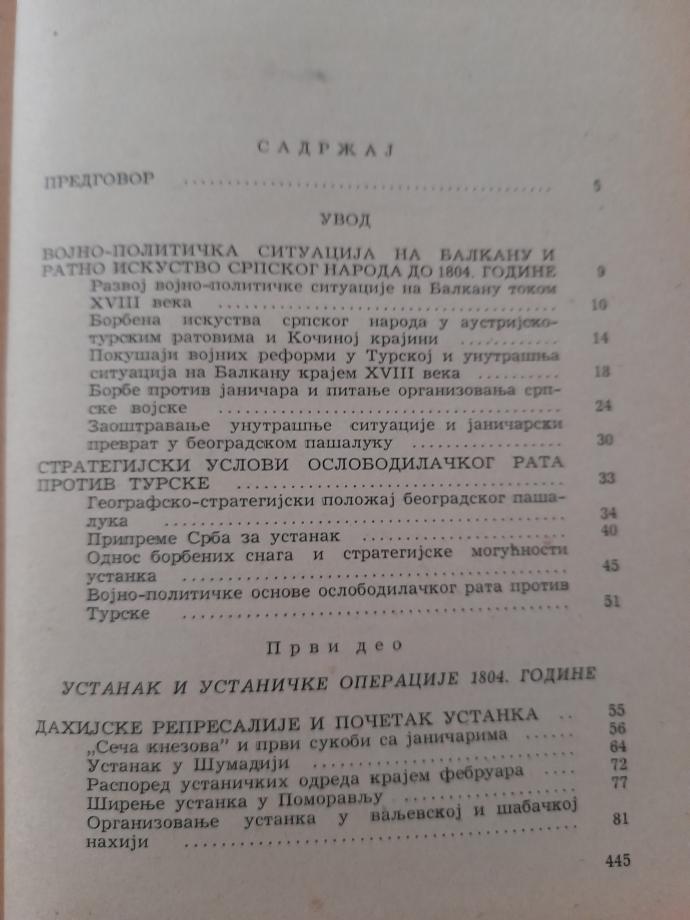 САДРЖАЈ
ПРЕДГОВОР ........................................ 5
УВОД
ВОЈНО-ПОЛИТИЧКА СИТУАЦИЈА НА БАЛКАНУ И
РАТНО ИСКУСТВО СРПСКОГ НАРОДА ДО 1804. ГОДИНЕ 9
Развој војно-политичке ситуације на Балкану током
XVIII века .................................... 10
Борбена искуства српског народа у аустријско-
турским ратовима и Кочиној крајини ............ 14
Покушаји војних реформи у Турској и унутрашња
ситуација на Балкану крајем XVIII века .......... 18
Борбе против јаничара и питање организовања срп-
ске војске .................................... 24
Заоштравање унутрашње ситуације и јаничарски
преврат у београдском пашалуку ................ 30
СТРАТЕГИЈСКИ УСЛОВИ ОСЛОБОДИЛАЧКОГ РАТА
ПРОТИВ ТУРСКЕ ................................ 33
Географско-стратегијски положај београдског паша-
лука .......................................... 34
Припреме Срба за устанак ...................... 40
Однос борбених снага и стратегијске могућности
устанка ........................................ 45
Војно-политичке основе ослободилачког рата против
Турске ........................................ 51
Први део
УСТАНАК И УСТАНИЧКЕ ОПЕРАЦИЈЕ 1804. ГОДИНЕ
ДАХИЈСКЕ РЕПРЕСАЛИЈЕ И ПОЧЕТАК УСТАНКА .. 55
„Сеча кнезова” и први сукоби са јаничарима ...... 56
Устанак у Шумадији ............................ 64
Распоред устаничких одреда крајем фебруара .... 72
Ширење устанка у Поморављу .................... 77
Организовање устанка у ваљевској и шабачкој
нахији ........................................ 81
445